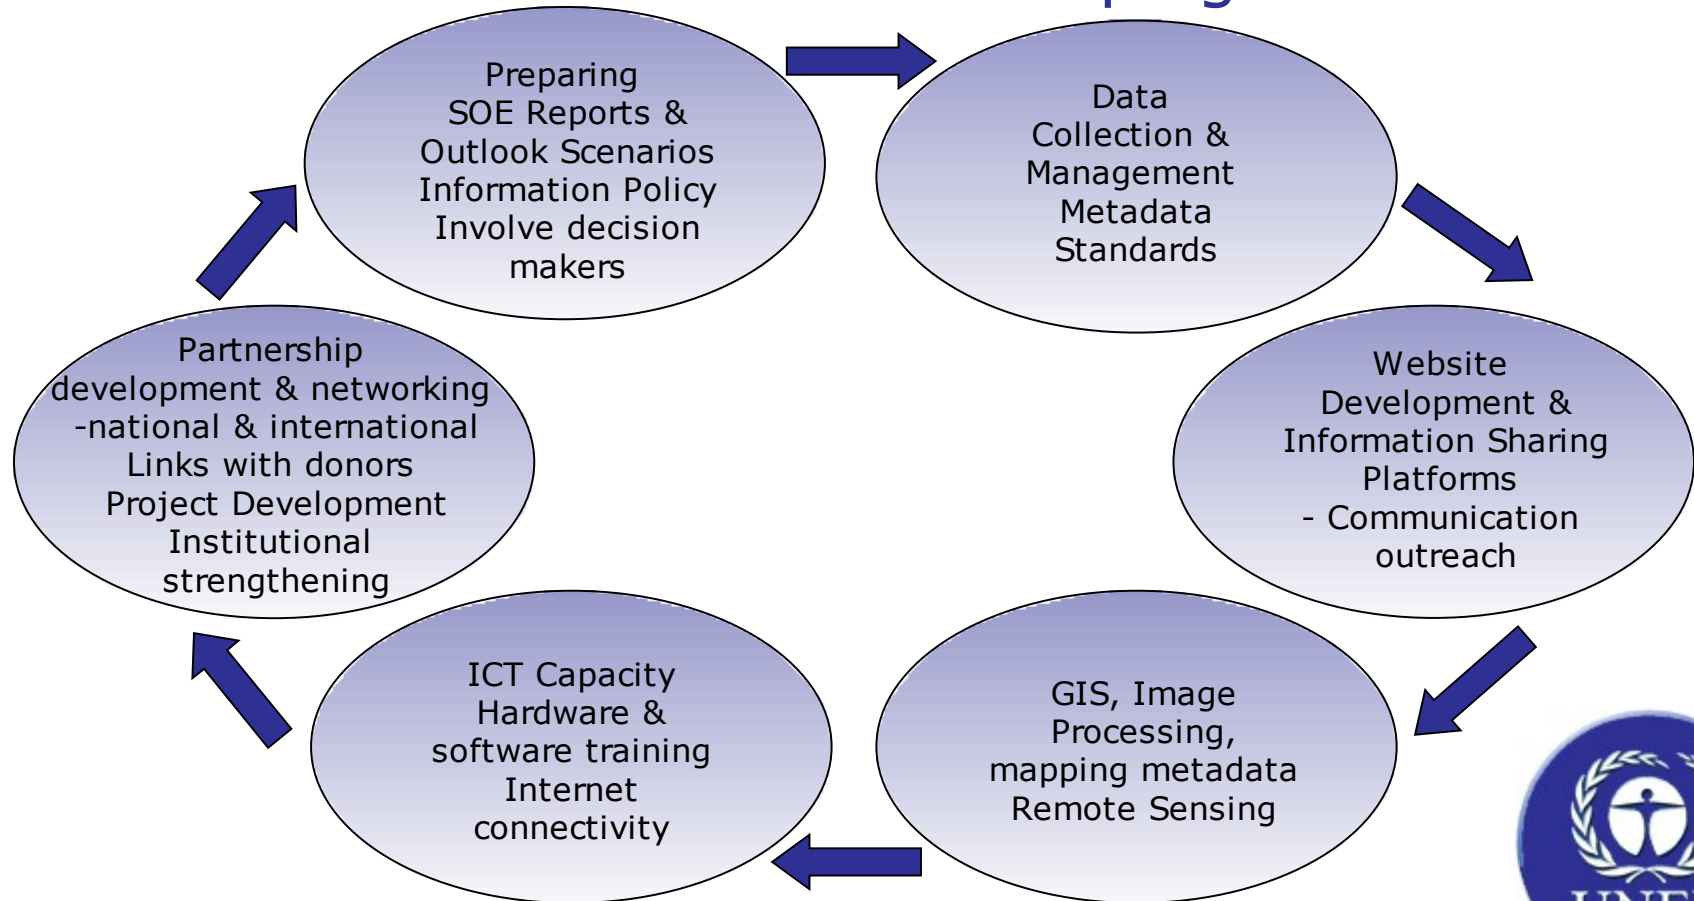 Preparing
SOE Reports &
Outlook Scenarios
Information Policy
Involve decision
makers
Data
Collection &
Management
Metadata
Standards
Website
Development &
Information Sharing
Platforms
- Communication
outreach
GIS, Image
Processing,
mapping metadata
Remote Sensing
ICT Capacity
Hardware &
software training
Internet
connectivity
Partnership
development & networking
-national & international
Links with donors
Project Development
Institutional
strengthening